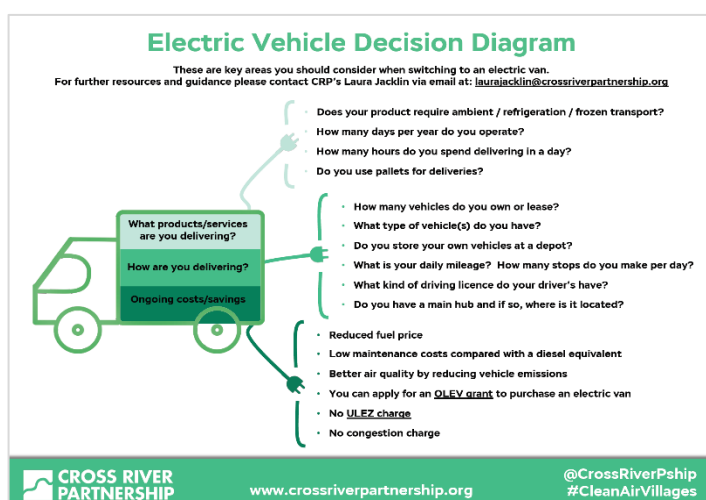 Electric Vehicle Decision Diagram
These are key areas you should consider when switching to an electric van.
For further resources and guidance please contact CRP's Laura Jacklin via email at: laurajacklin@crossriverpartnership.org
Does your product require ambient / refrigeration / frozen transport?
How many days per year do you operate?
How many hours do you spend delivering in a day?
Do you use pallets for deliveries?
What products/services
are you delivering?
How are you delivering?
Ongoing costs/savings
How many vehicles do you own or lease?
What type of vehicle(s) do you have?
Do you store your own vehicles at a depot?
What is your daily mileage? How many stops do you make per day?
What kind of driving licence do your driver's have?
Do you have a main hub and if so, where is it located?
Reduced fuel price
Low maintenance costs compared with a diesel equivalent
Better air quality by reducing vehicle emissions
You can apply for an OLEV grant to purchase an electric van
No ULEZ charge
No congestion charge
CROSS RIVER
PARTNERSHIP
www.crossriverpartnership.org
@CrossRiverPship
#CleanAirVillages